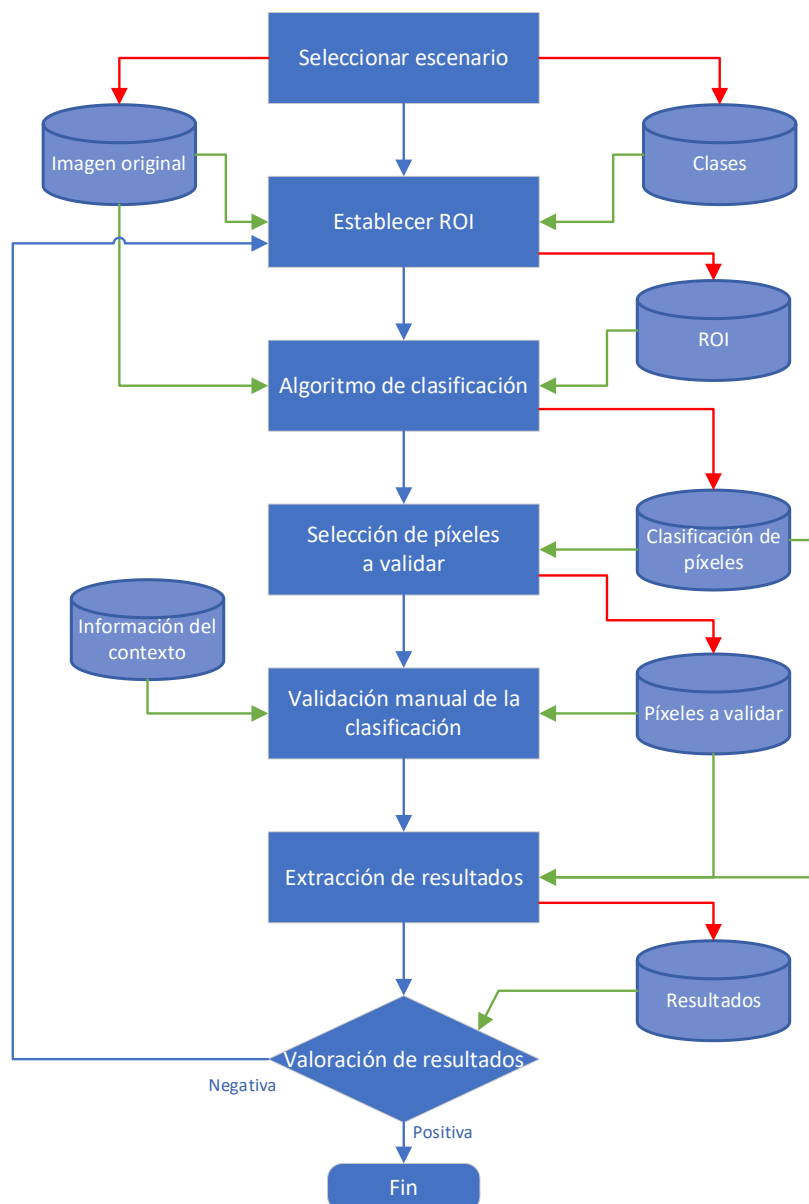 Seleccionar escenario
Imagen original
Clases
Establecer ROI
ROI
Algoritmo de clasificación
Selección de píxeles
a validar
Clasificación de
píxeles
Información del
contexto
Validación manual de la
clasificación
Píxeles a validar
Extracción de resultados
Resultados
Valoración de resultados
Negativa
Positiva
Fin